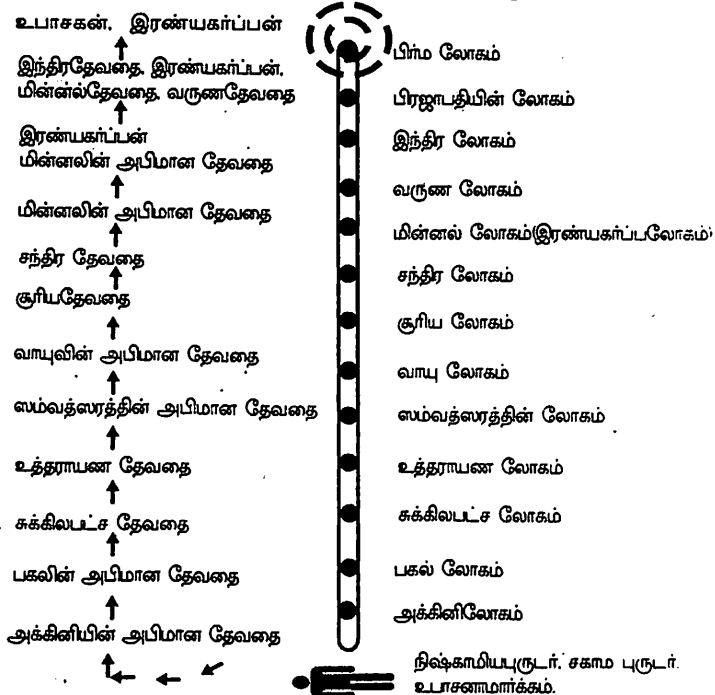 உபாசகன், இரண்யகர்ப்பன்
இந்திரதேவதை, இரண்யகர்ப்பன்,
மின்னல்தேவதை, வருணதேவதை
இரண்யகர்ப்பன்
மின்னலின் அபிமான தேவதை
மின்னலின் அபிமான தேவதை
சந்திர தேவதை
சூரியதேவதை
வாயுவின் அபிமான தேவதை
ஸம்வத்ஸரத்தின் அபிமான தேவதை
உத்தராயண தேவதை
சுக்கிலபட்ச தேவதை
பகலின் அபிமான தேவதை
அக்கினியின் அபிமான தேவதை
பிர்ம லோகம்
பிரஜாபதியின் லோகம்
இந்திர லோகம்
வருண லோகம்
மின்னல் லோகம்(இரண்யகர்ப்பலோகம்)
சந்திர லோகம்
சூரிய லோகம்
வாயு லோகம்
ஸம்வத்ஸரத்தின் லோகம்
உத்தராயண லோகம்
சுக்கிலபட்ச லோகம்
பகல் லோகம்
அக்கினிலோகம்
நிஷ்காமியபுருடர், சகாம புருடர்.
உபாசனாமார்க்கம்.